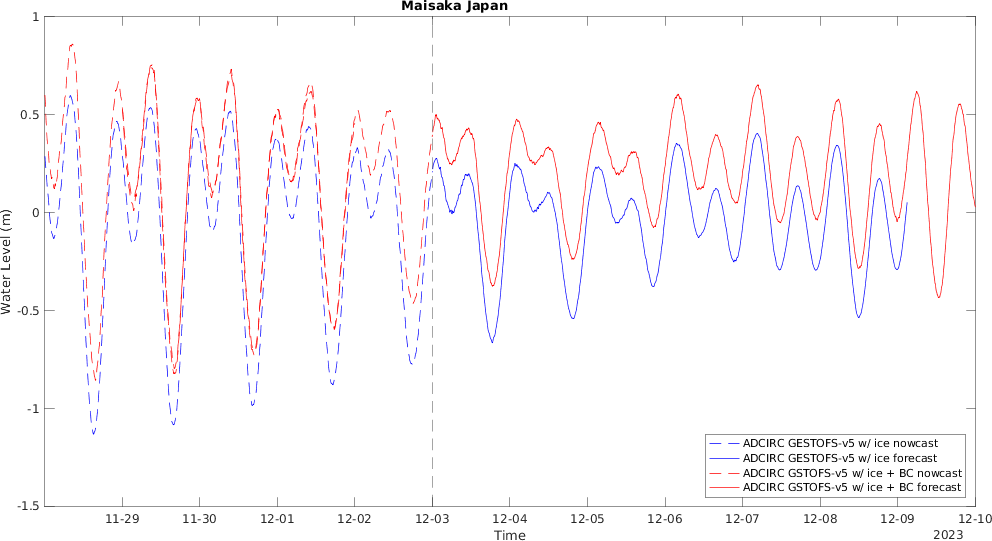 Maisaka Japan
Water Level (m)
1
0.5
0
-0.5
-1
-1.5
ADCIRC GESTOFS-v5 w/ ice nowcast
ADCIRC GESTOFS-v5 w/ ice forecast
ADCIRC GSTOFS-v5 w/ ice + BC nowcast
ADCIRC GSTOFS-v5 w/ ice + BC forecast
11-29 11-30 12-01 12-02 12-03 12-04 12-05 12-06 12-07 12-08 12-09 12-10
Time
2023